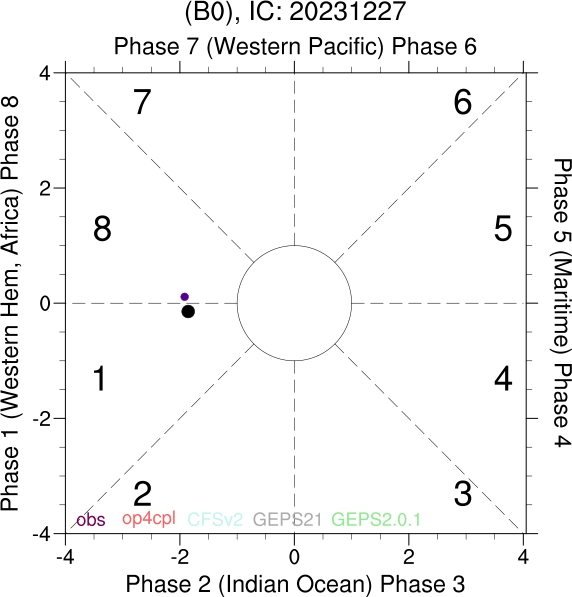 (B0), IC: 20231227
Phase 7 (Western Pacific) Phase 6
4
7
6
2
8
5
0
1
4
-2
2
3
obs op4cpl CFSv2 GEPS21 GEPS2.0.1
-4
-4 -2 0 2 4
Phase 2 (Indian Ocean) Phase 3
Phase 1 (Western Hem, Africa) Phase 8
Phase 5 (Maritime) Phase 4